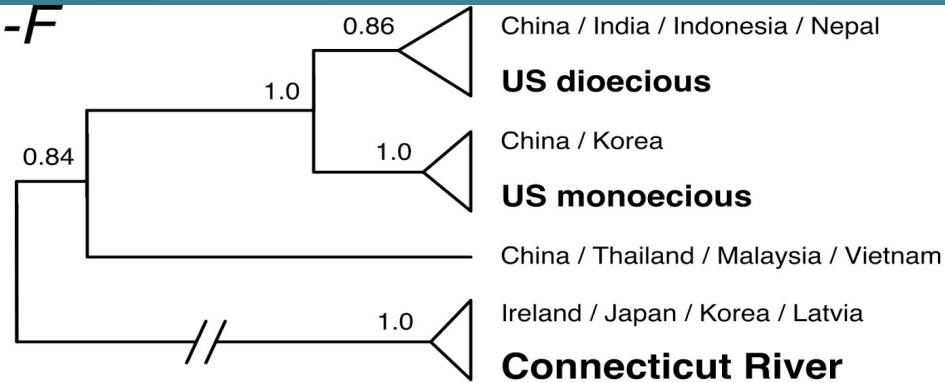 -F
0.86
China / India / Indonesia / Nepal
US dioecious
1.0
China / Korea
1.0
US monoecious
0.84
China / Thailand / Malaysia / Vietnam
Ireland / Japan / Korea / Latvia
1.0
Connecticut River